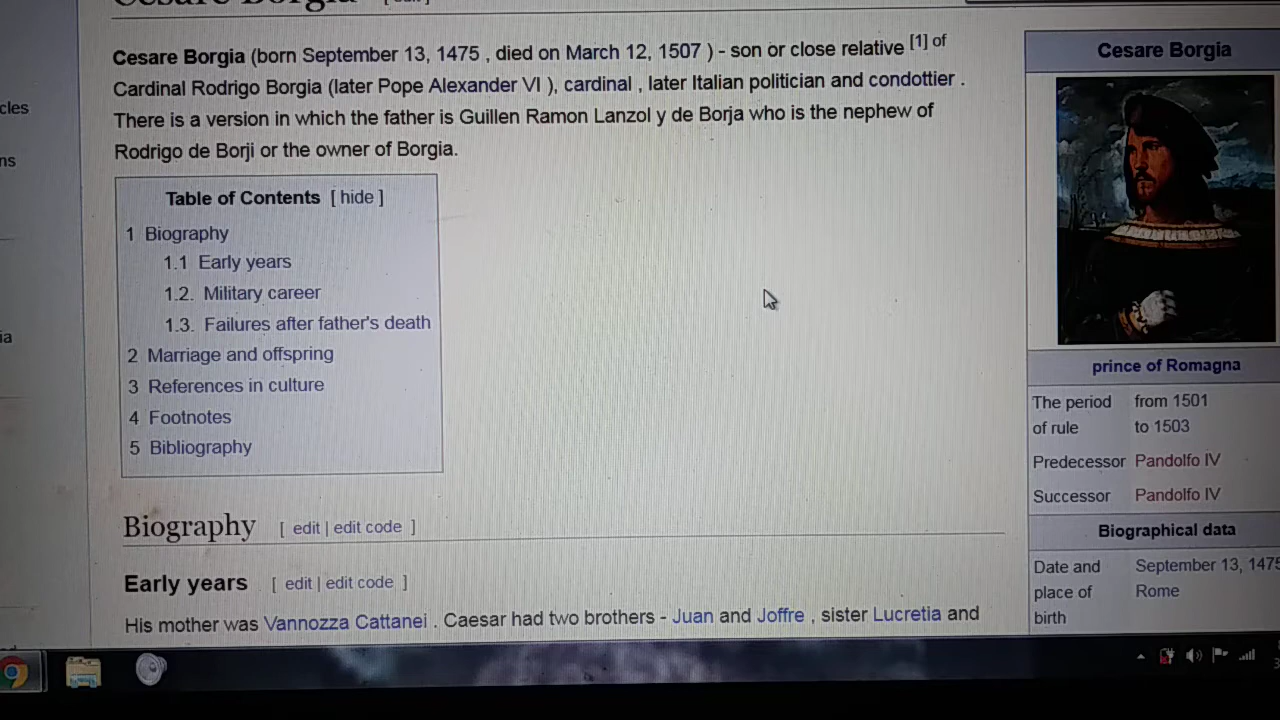 Cesare Borgia [ edit ]
Cesare Borgia (born September 13, 1475 , died on March 12, 1507 ) - son or close relative [1] of
Cardinal Rodrigo Borgia (later Pope Alexander VI ), cardinal , later Italian politician and condottier .
There is a version in which the father is Guillen Ramon Lanzol y de Borja who is the nephew of
Rodrigo de Borji or the owner of Borgia.
Table of Contents [ hide ]
1 Biography
1.1 Early years
1.2. Military career
1.3. Failures after father's death
2 Marriage and offspring
3 References in culture
4 Footnotes
5 Bibliography
Biography [ edit | edit code ]
Early years [ edit | edit code ]
His mother was Vannozza Cattanei . Caesar had two brothers - Juan and Joffre , sister Lucretia and
Cesare Borgia
prince of Romagna
The period of rule from 1501 to 1503
Predecessor Pandolfo IV
Successor Pandolfo IV
Biographical data
Date and place of birth September 13, 1475 Rome
cles
ns
ia